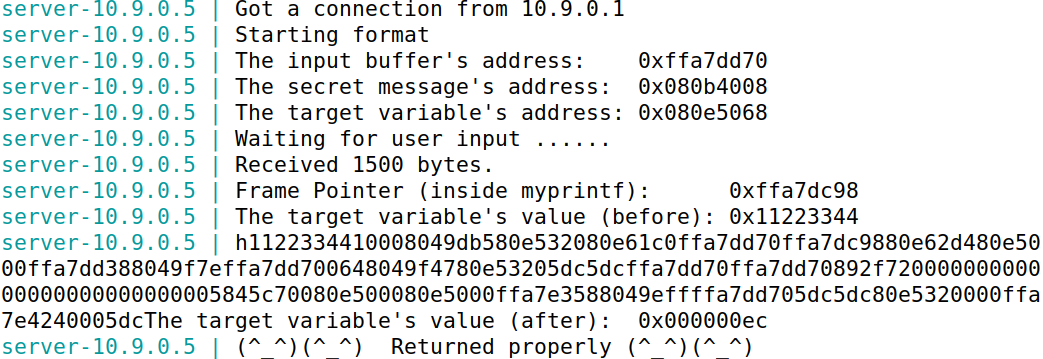 server-10.9.0.5 | Got a connection from 10.9.0.1
server-10.9.0.5 | Starting format
server-10.9.0.5 | The input buffer's address:    0xffa7dd70
server-10.9.0.5 | The secret message's address:  0x080b4008
server-10.9.0.5 | The target variable's address: 0x080e5068
server-10.9.0.5 | Waiting for user input ......
server-10.9.0.5 | Received 1500 bytes.
server-10.9.0.5 | Frame Pointer (inside myprintf):      0xffa7dc98
server-10.9.0.5 | The target variable's value (before): 0x11223344
server-10.9.0.5 | h1122334410008049db580e532080e61c0ffa7dd70ffa7dc9880e62d480e50
00ffa7dd388049f7effa7dd700648049f4780e53205dc5dcffa7dd70ffa7dd70892f720000000000
00000000000000005845c70080e500080e5000ffa7e3588049effffa7dd705dc5dc80e5320000ffa
7e4240005dcThe target variable's value (after):  0x000000ec
server-10.9.0.5 | (^_^)(^_^)  Returned properly (^_^)(^_^)